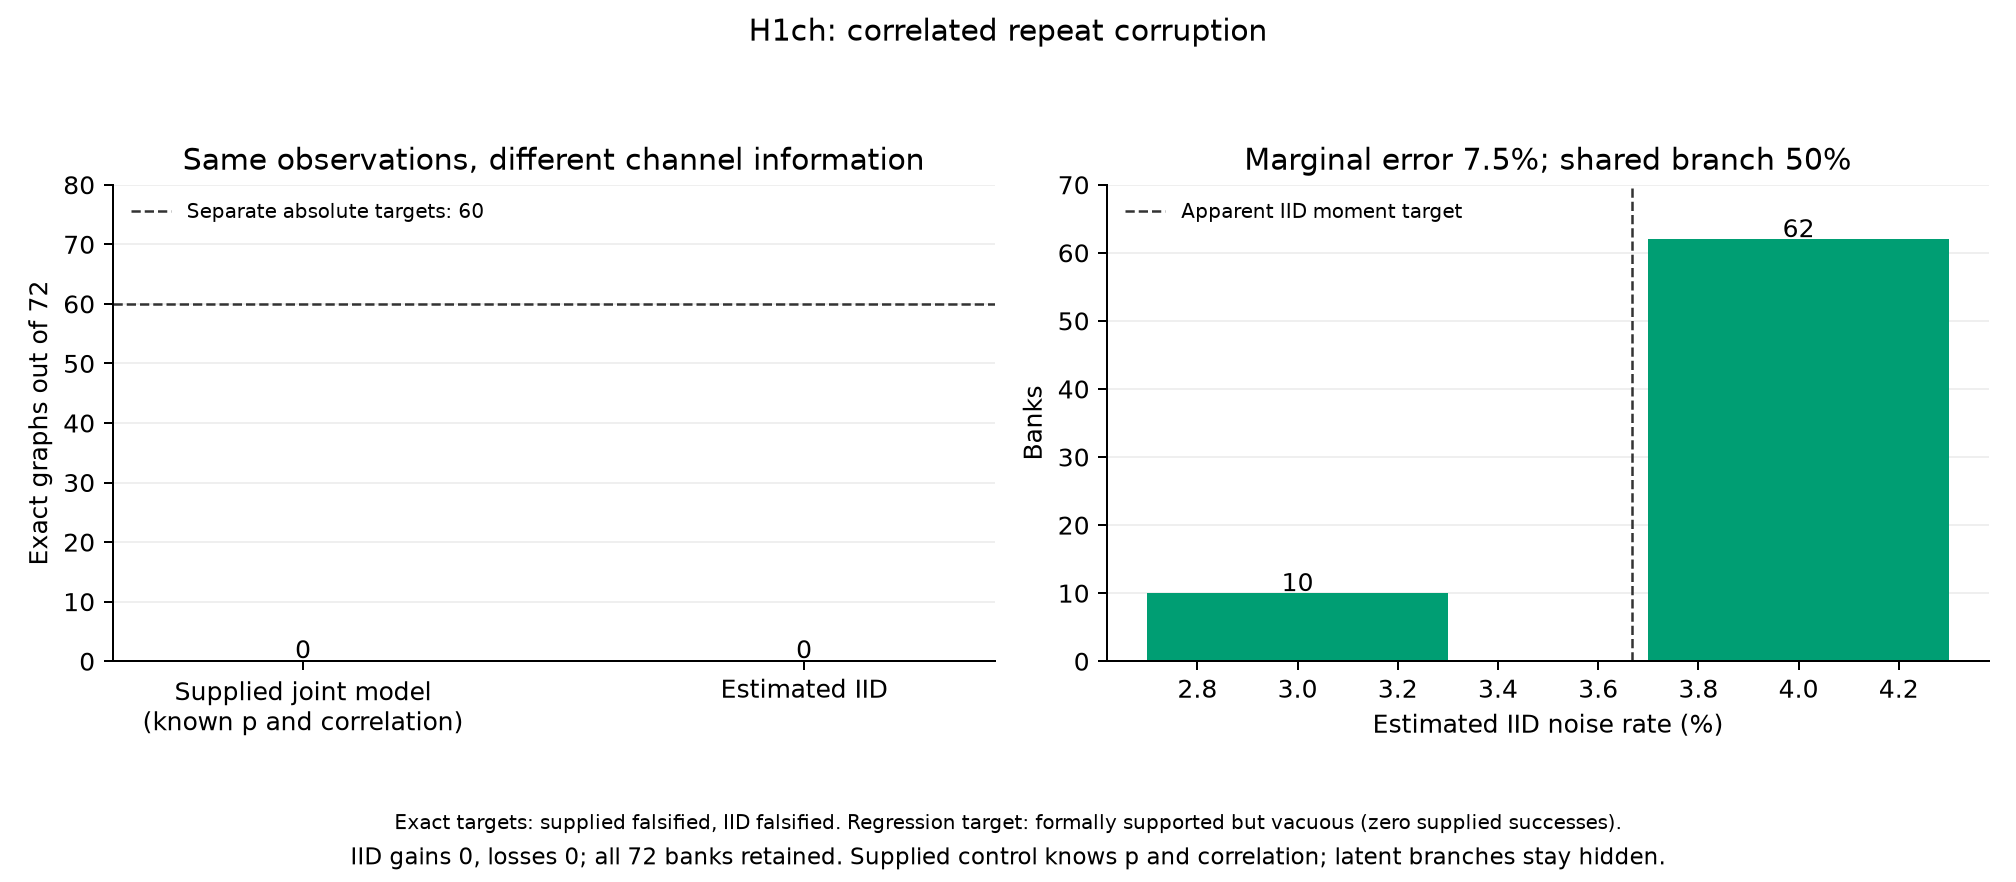 H1ch: correlated repeat corruption
Same observations, different channel information
Separate absolute targets: 60
Exact graphs out of 72
80
70
60
50
40
30
20
10
0
0
0
Supplied joint model
(known p and correlation)
Estimated IID
Marginal error 7.5%; shared branch 50%
Apparent IID moment target
Banks
70
60
50
40
30
20
10
0
10
62
2.8 3.0 3.2 3.4 3.6 3.8 4.0 4.2
Estimated IID noise rate (%)
Exact targets: supplied falsified, IID falsified. Regression target: formally supported but vacuous (zero supplied successes).
IID gains 0, losses 0; all 72 banks retained. Supplied control knows p and correlation; latent branches stay hidden.